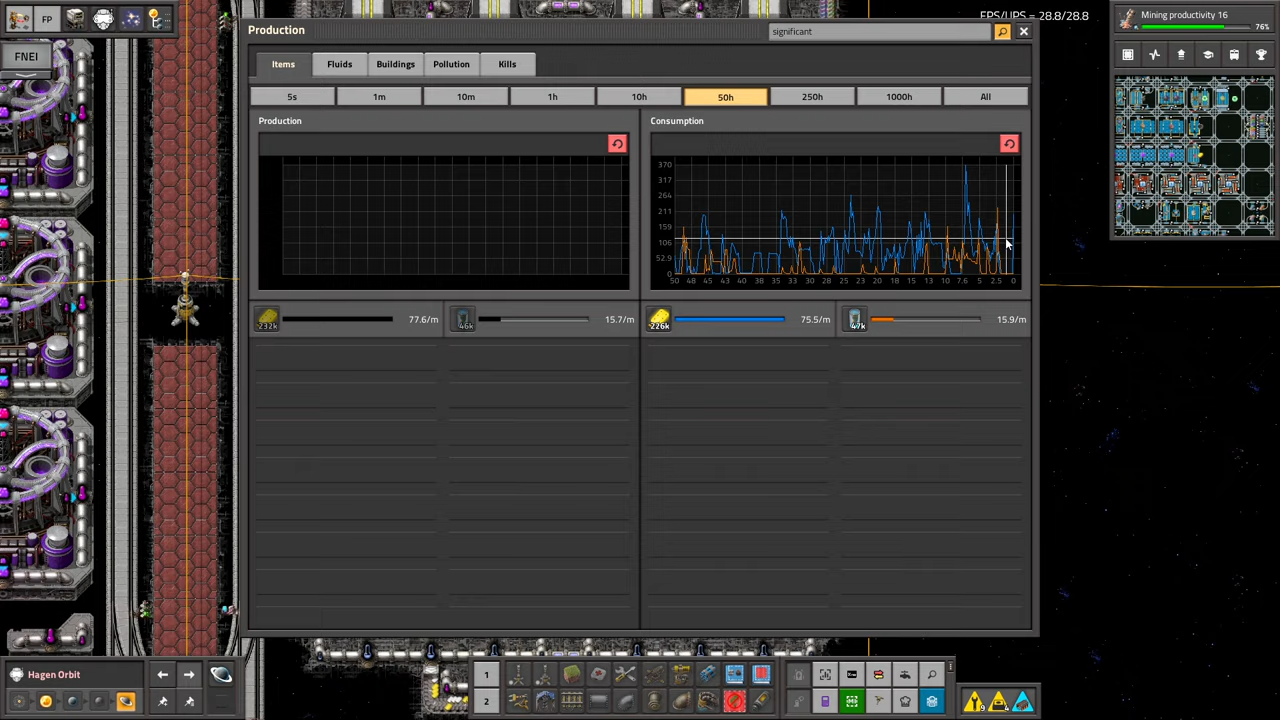 FP
FNEI
Production
significant
FPS/UPS = 28.8/28.8
Mining productivity 16
76%
Items
Fluids
Buildings
Pollution
Kills
5s
1m
10m
1h
10h
50h
250h
1000h
All
Production
Consumption
370
317
264
211
159
106
52.9
0
50 48 45 43 40 38 35 33 30 28 25 23 20 18 15 13 10 7.6 5 2.5 0
232k
77.6/m
46k
15.7/m
226k
75.5/m
47k
15.9/m
Hagen Orbit
1
2